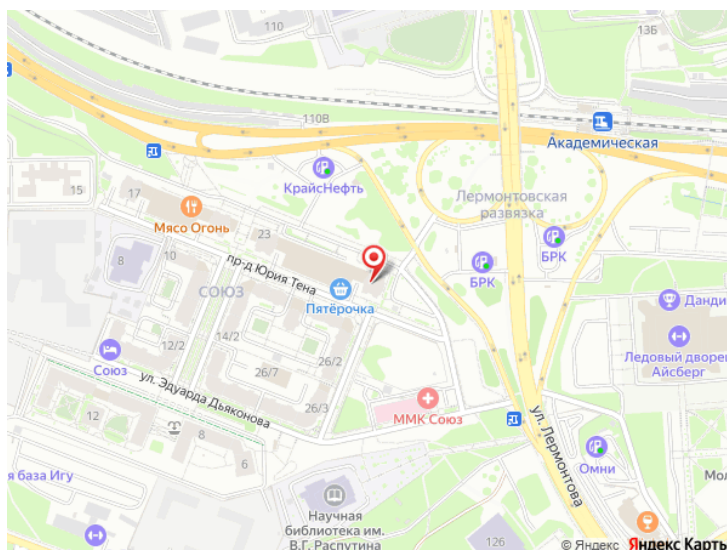 110
110
13Б
110В
Академическая
15
17
КрайсНефть
Лермонтовская
развязка
Мясо Огонь
23
БРК
8
10
пр-д Юрия Тена
БРК
СОЮЗ
Пятёрочка
Данди
14/2
12/2
26/2
Ледовый дворец
Айсберг
Союз
26/7
ул. Эдуарда Дьяконова
26/3
ММК Союз
12
8
6
ул. Лермонтова
Омни
я база Игу
Мол
Научная
библиотека им.
В.Г. Распутина
126
© Яндекс Яндекс Карты